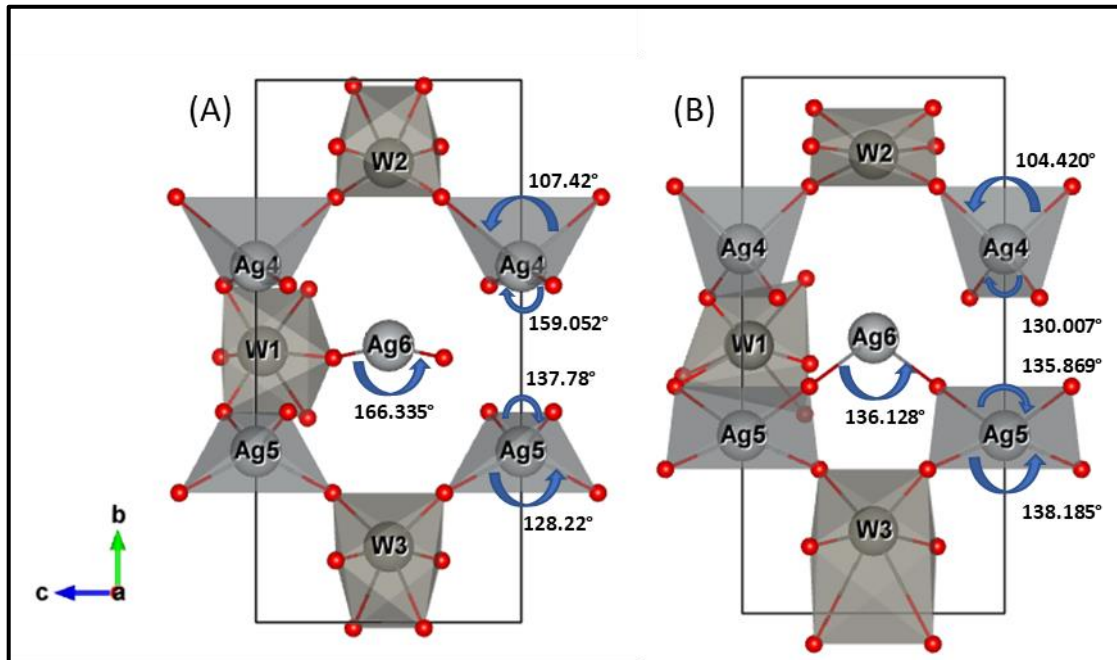 (A)
W2
107.42°
Ag4
Ag4
159.052°
W1
Ag6
137.78°
166.335°
Ag5
Ag5
128.22°
W3
b
c
a
(B)
W2
104.420°
Ag4
Ag4
130.007°
W1
Ag6
135.869°
136.128°
Ag5
Ag5
138.185°
W3